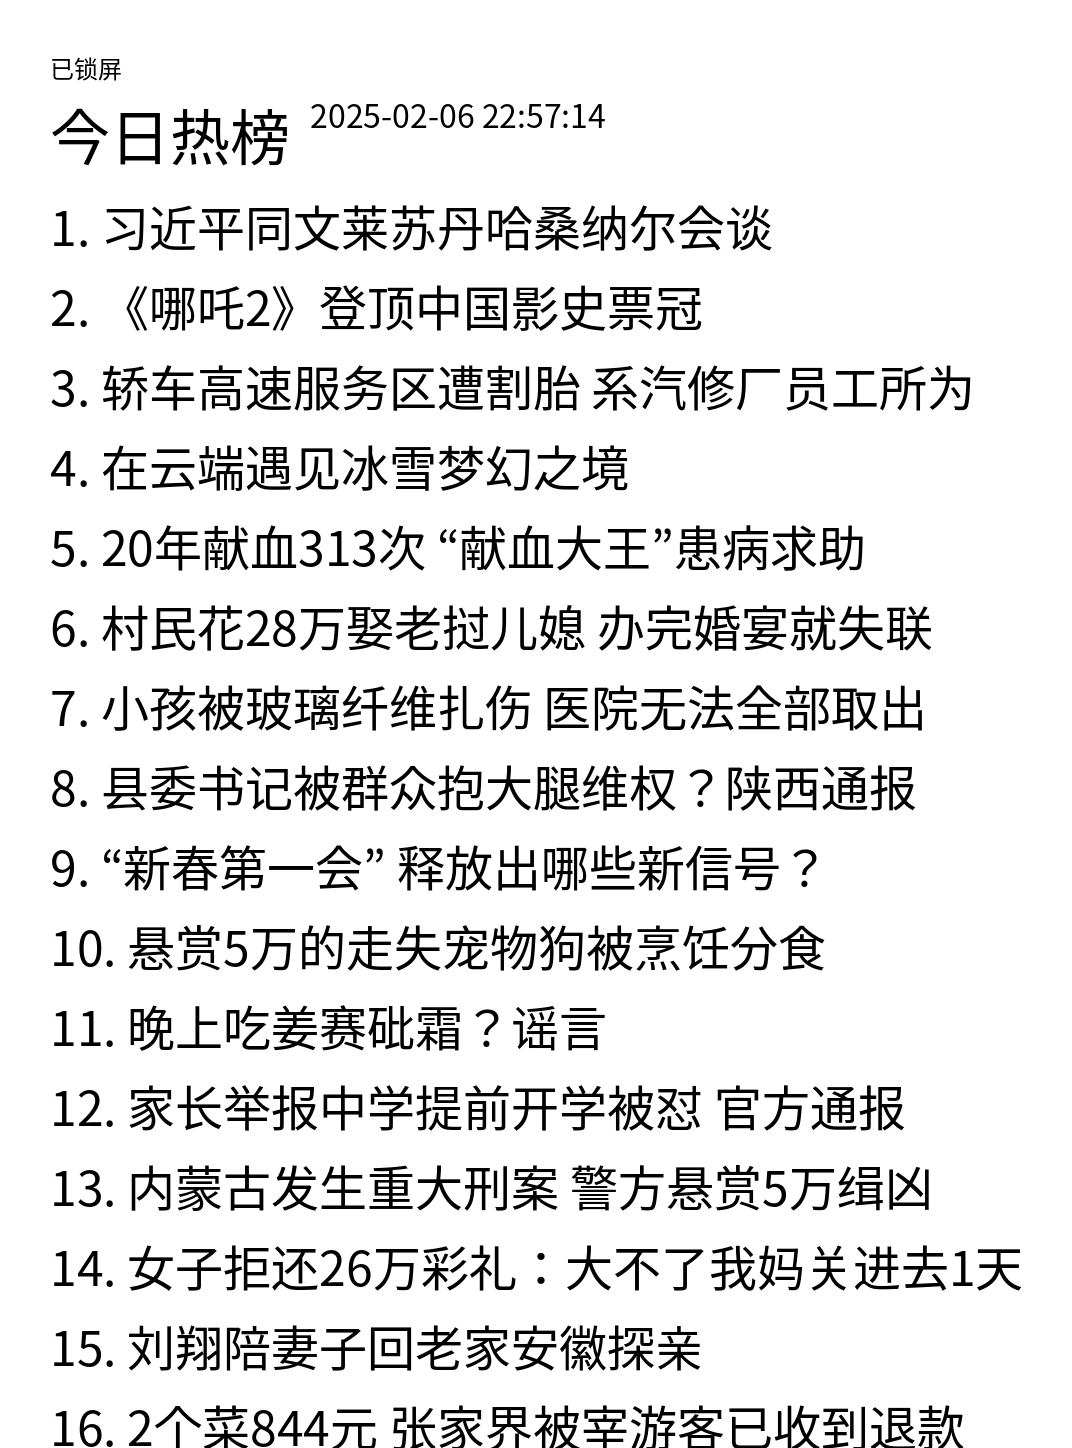 已锁屏
今日热榜 2025-02-06 22:57:14
1. 习近平同文莱苏丹哈桑纳尔会谈
2. 《哪吒2》登顶中国影史票冠
3. 轿车高速服务区遭割胎 系汽修厂员工所为
4. 在云端遇见冰雪梦幻之境
5. 20年献血313次 “献血大王”患病求助
6. 村民花28万娶老挝儿媳 办完婚宴就失联
7. 小孩被玻璃纤维扎伤 医院无法全部取出
8. 县委书记被群众抱大腿维权？陕西通报
9. “新春第一会” 释放出哪些新信号？
10. 悬赏5万的走失宠物狗被烹饪分食
11. 晚上吃姜赛砒霜？谣言
12. 家长举报中学提前开学被怼 官方通报
13. 内蒙古发生重大刑案 警方悬赏5万缉凶
14. 女子拒还26万彩礼：大不了我妈关进去1天
15. 刘翔陪妻子回老家安徽探亲
16. 2个菜844元 张家界被宰游客已收到退款